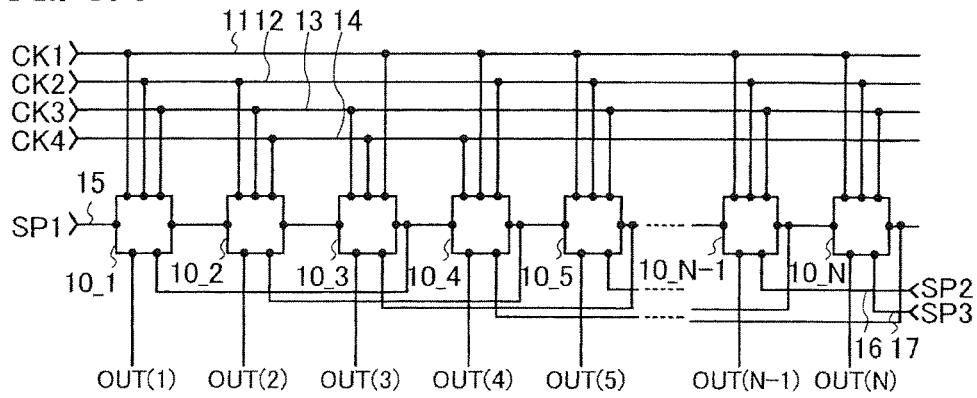 11 12 13 14
CK1
CK2
CK3
CK4
15
SP1
10_1 10_2 10_3 10_4 10_5 10_N-1 10_N
SP2
SP3
16 17
OUT(1) OUT(2) OUT(3) OUT(4) OUT(5) OUT(N-1) OUT(N)